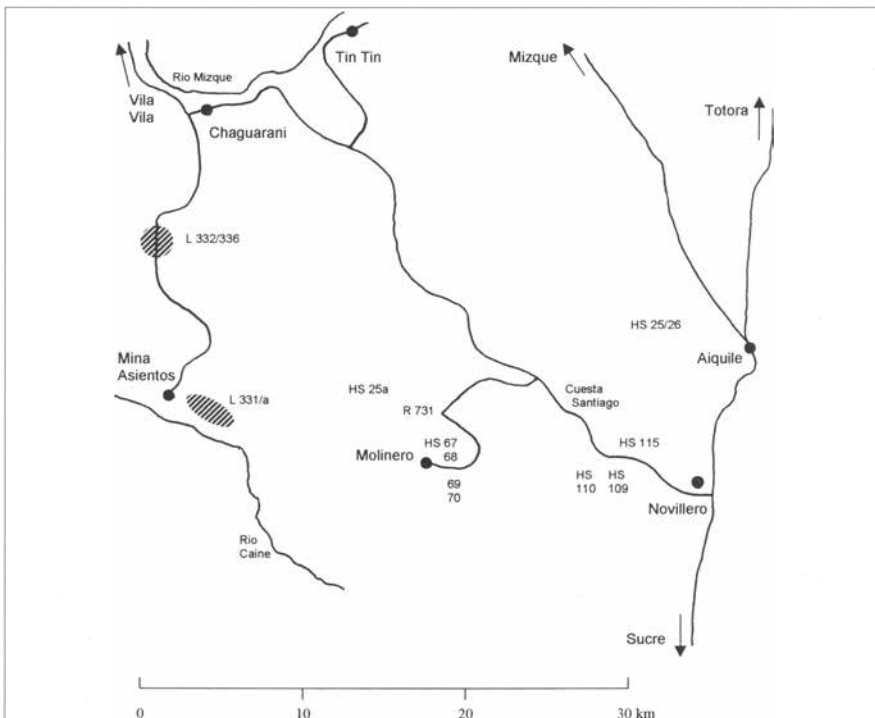 Tin Tin
Mizque
Rio Mizque
Vila
Vila
Totora
Chaguarani
L 332/336
HS 25/26
Aiquile
Mina
Asientos
HS 25a
Cuesta
Santiago
L 331/a
R 731
HS 67
68
HS 115
Molinero
HS
110
HS
109
69
70
Novillero
Rio
Caine
Sucre
0
10
20
30 km